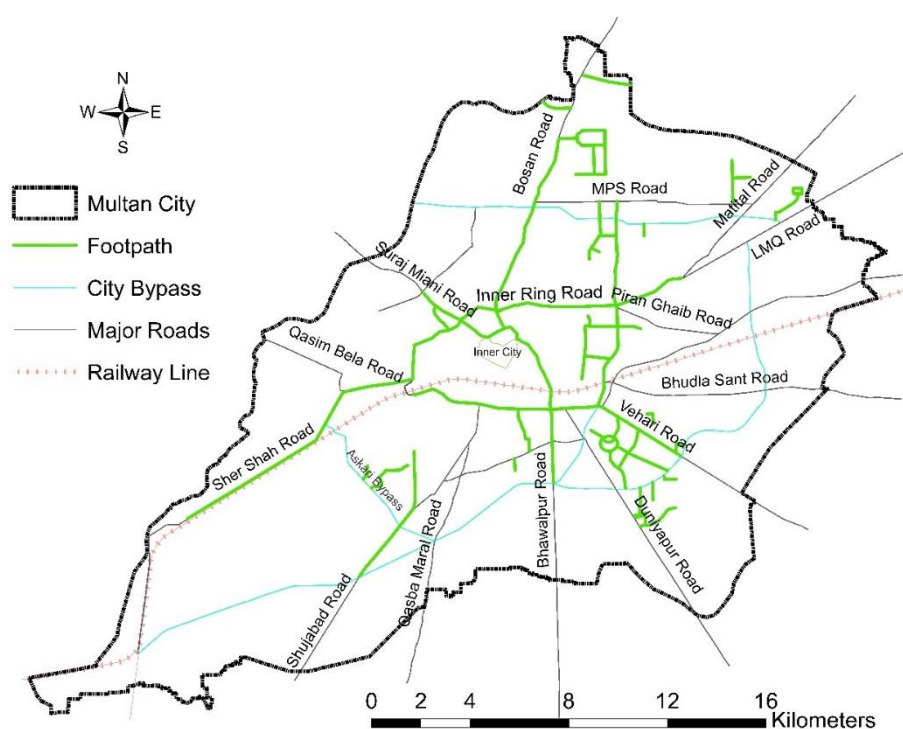 N
W E
S
Multan City
Footpath
City Bypass
Major Roads
Railway Line
Bosan Road
MPS Road
Matital Road
LMQ Road
Suraj Miani Road
Inner Ring Road
Piran Ghaib Road
Inner City
Qasim Bela Road
Bhudla Sant Road
Vehari Road
Sher Shah Road
Askari Bypass
Shujabad Road
Qasba Maral Road
Bhawalpur Road
Duniyapur Road
0 2 4 8 12 16
Kilometers